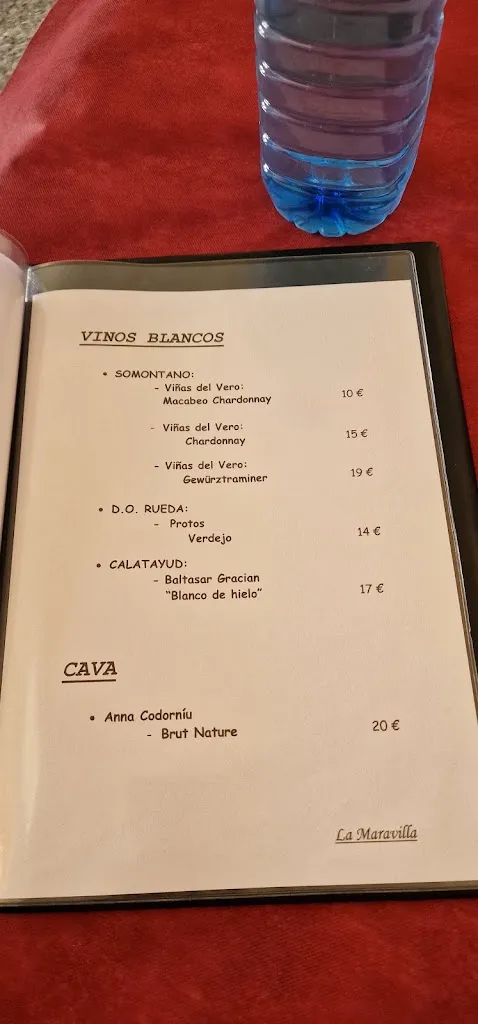 VINOS BLANCOS
• SOMONTANO:
- Viñas del Vero:
Macabeo Chardonnay 10 €
- Viñas del Vero:
Chardonnay 15 €
- Viñas del Vero:
Gewürztraminer 19 €
• D.O. RUEDA:
- Protos
Verdejo 14 €
• CALATAYUD:
- Baltasar Gracian
"Blanco de hielo" 17 €
CAVA
• Anna Codorníu
- Brut Nature 20 €
La Maravilla